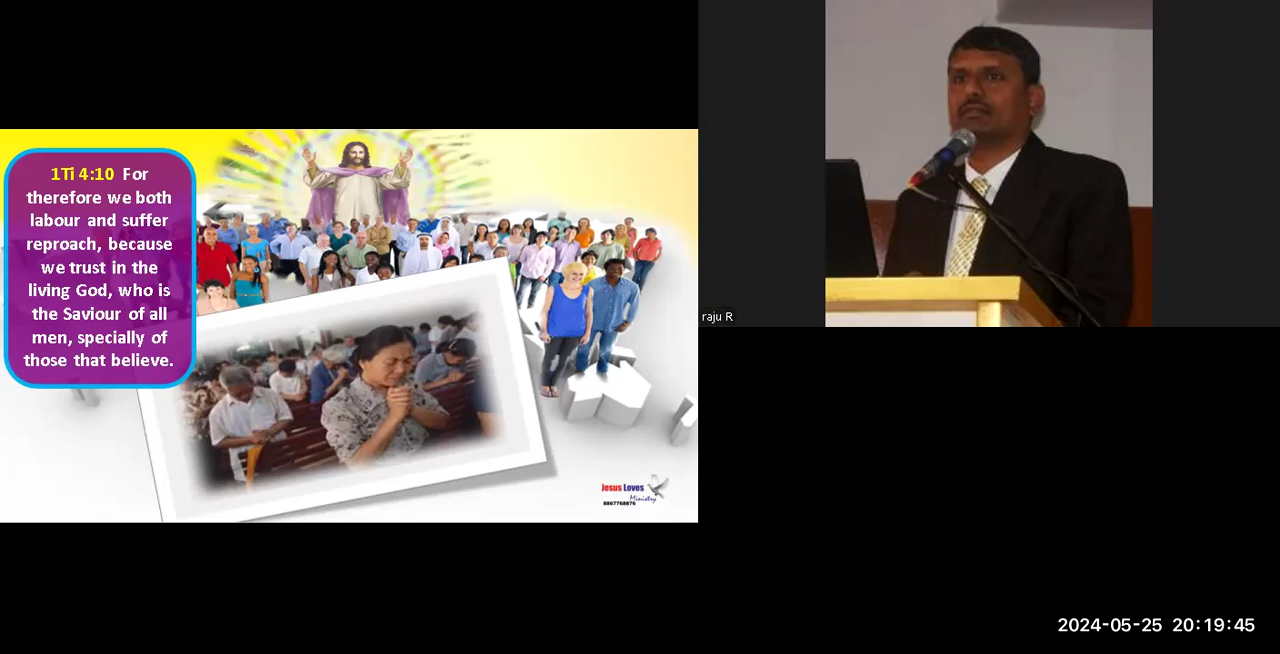 1Ti 4:10 For
therefore we both
labour and suffer
reproach, because
we trust in the
living God, who is
the Saviour of all
men, specially of
those that believe.
Jesus Loves
Ministry
8867768876
raju R
2024-05-25 20:19:45